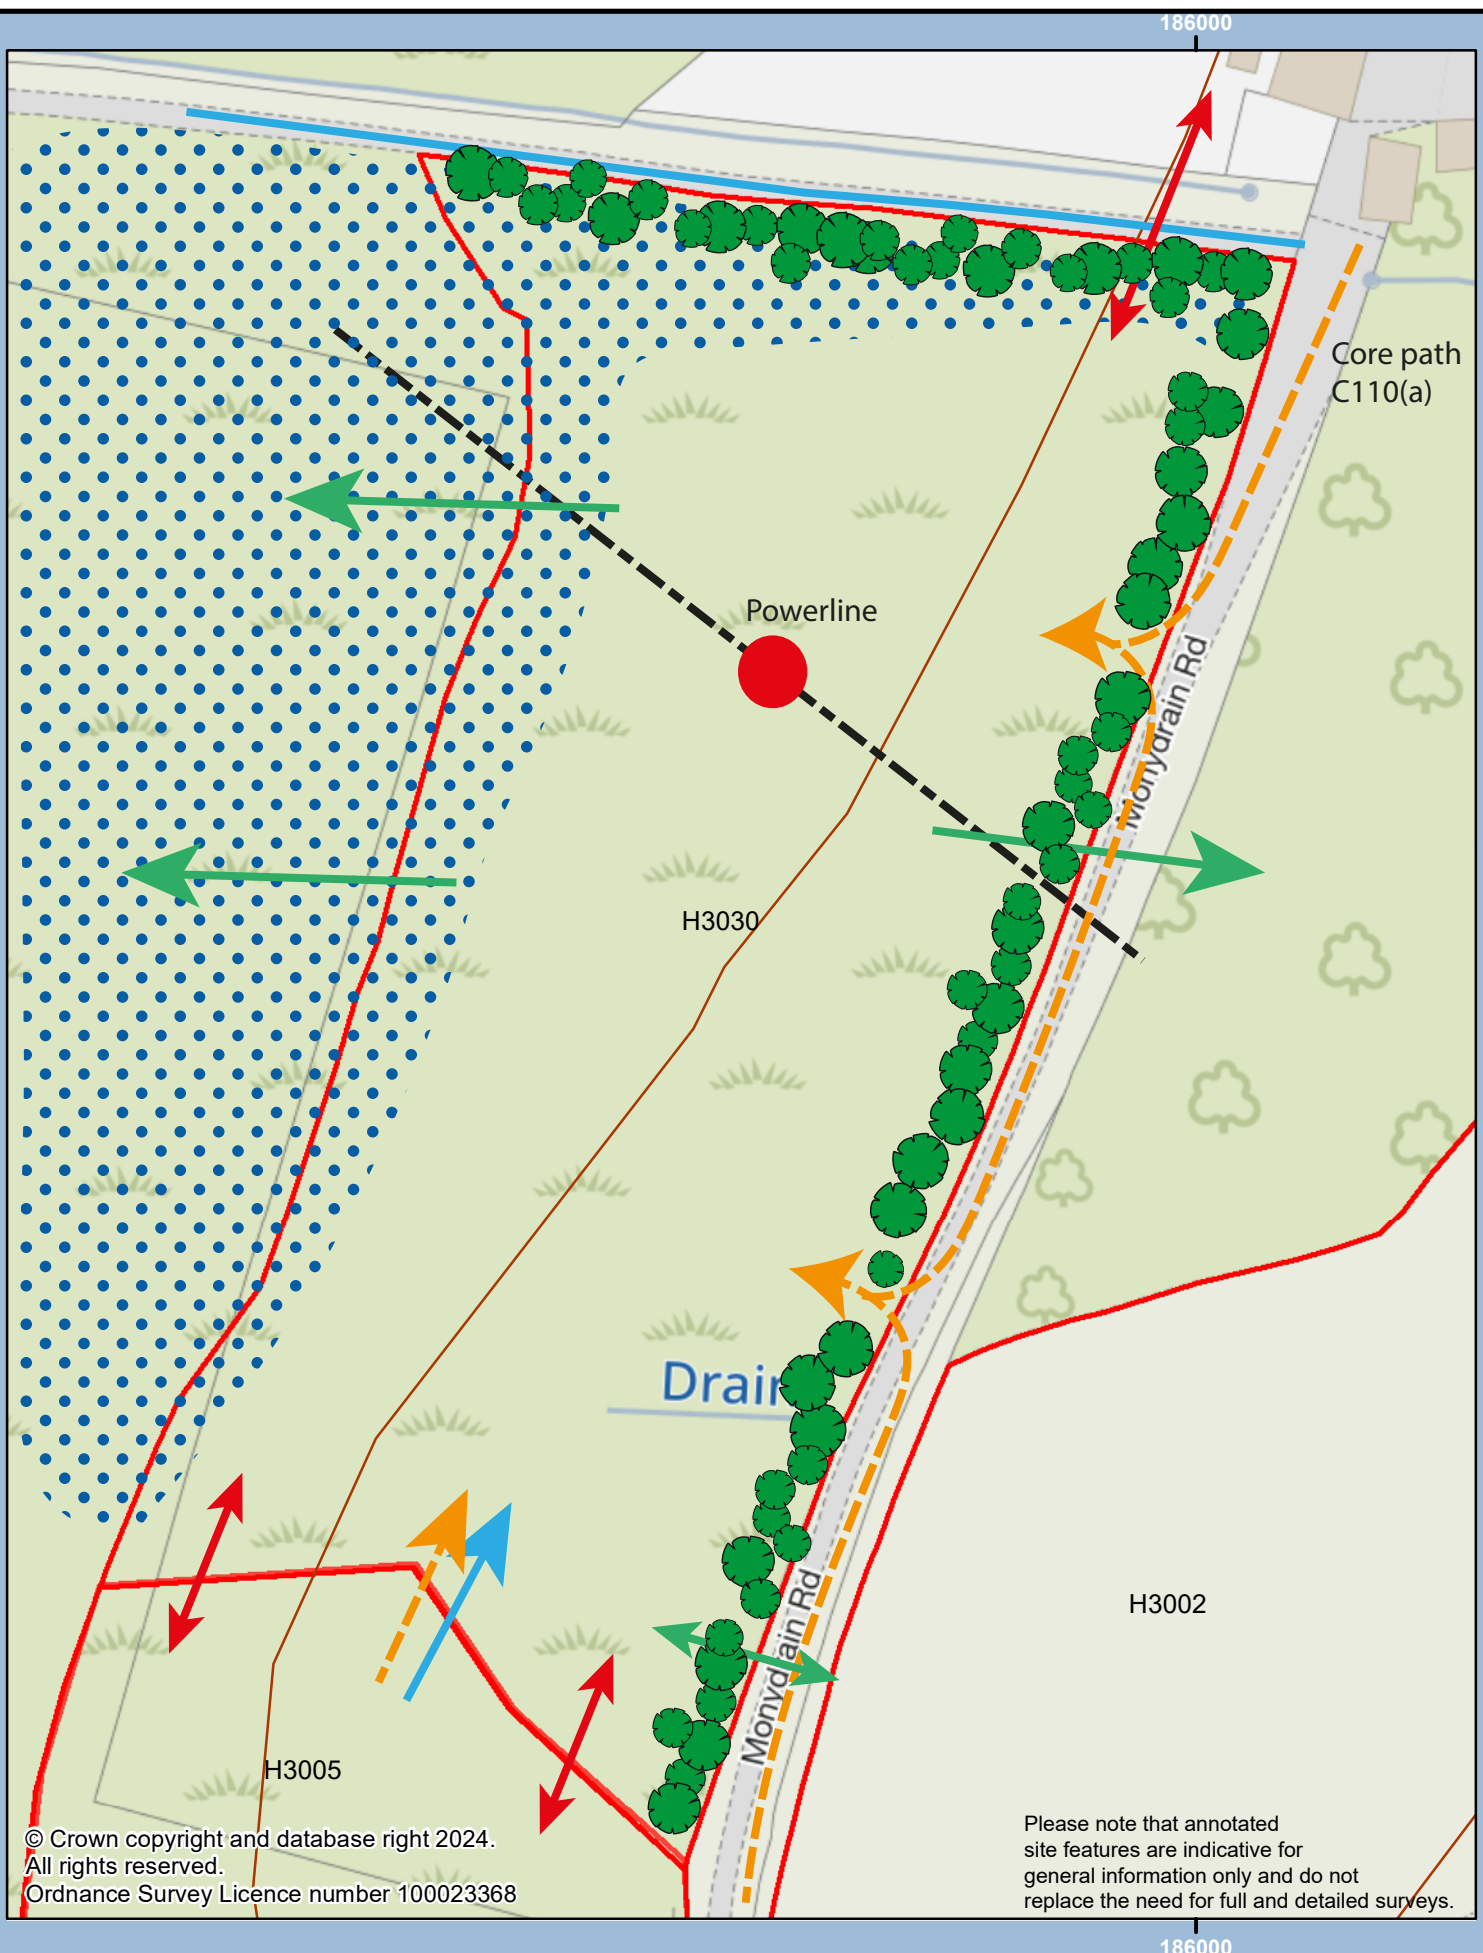 186000
Core path
C110(a)
Powerline
Monydrain Rd
H3030
Drain
H3002
Monydrain Rd
H3005
© Crown copyright and database right 2024.
All rights reserved.
Ordnance Survey Licence number 100023368
Please note that annotated
site features are indicative for
general information only and do not
replace the need for full and detailed surveys.
186000